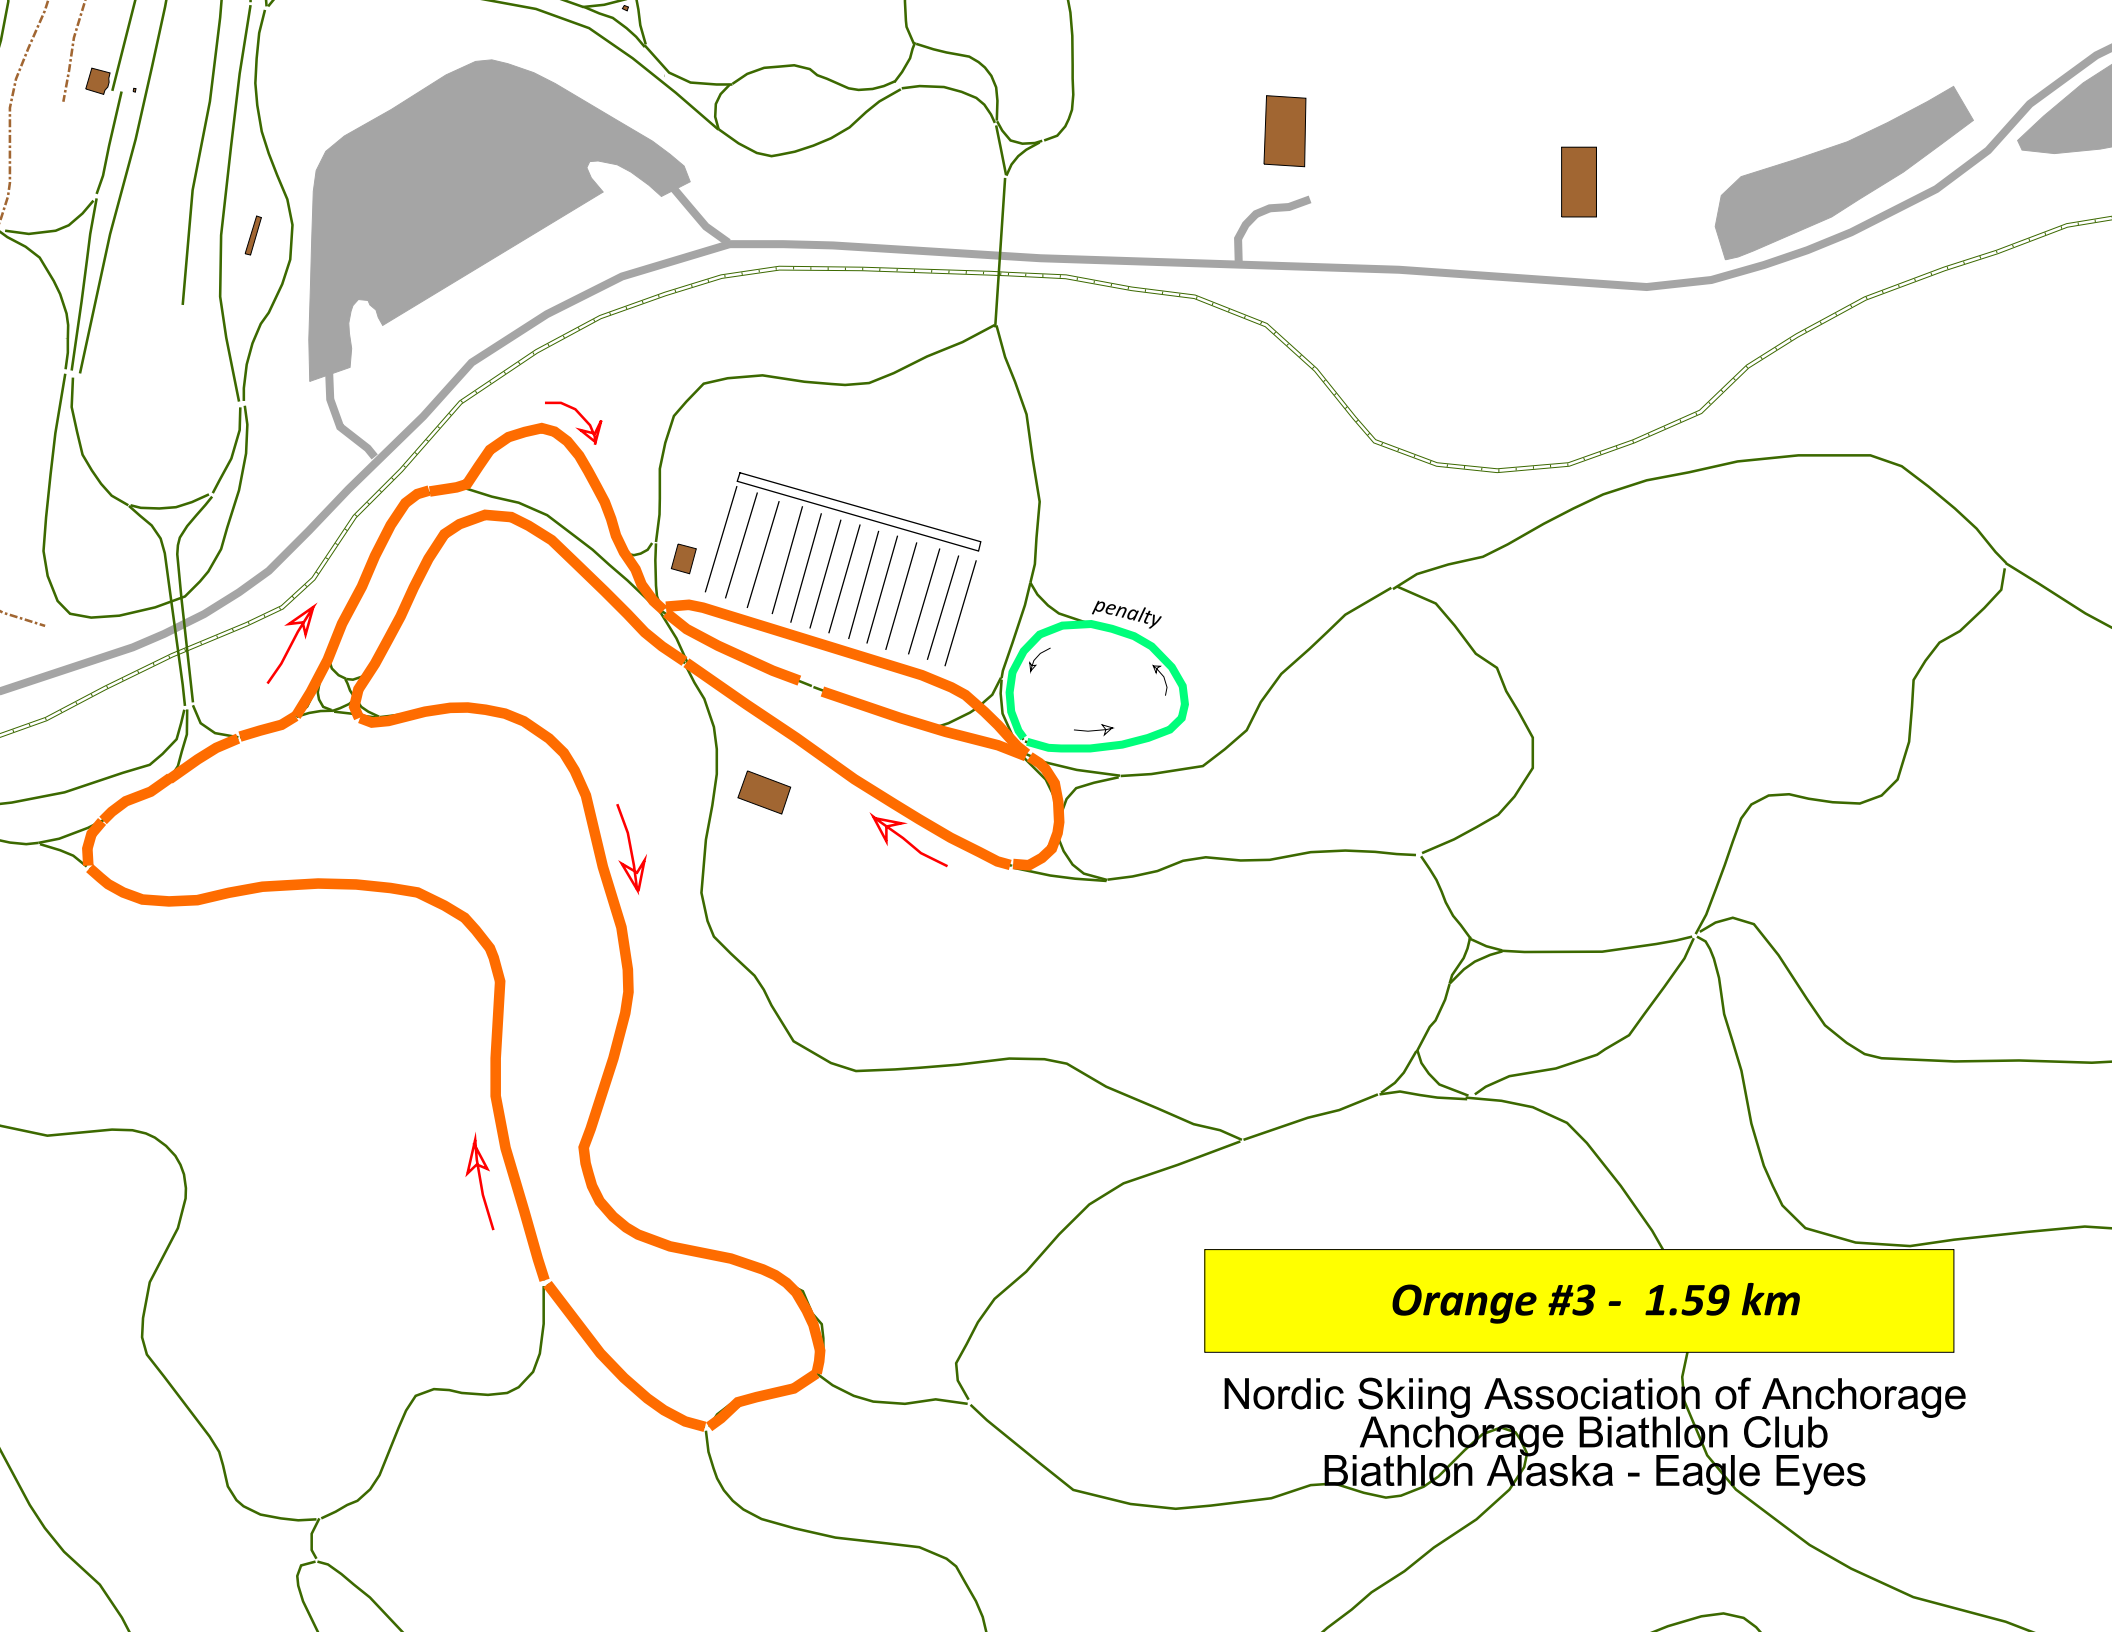 penalty
Orange #3 - 1.59 km
Nordic Skiing Association of Anchorage
Anchorage Biathlon Club
Biathlon Alaska - Eagle Eyes